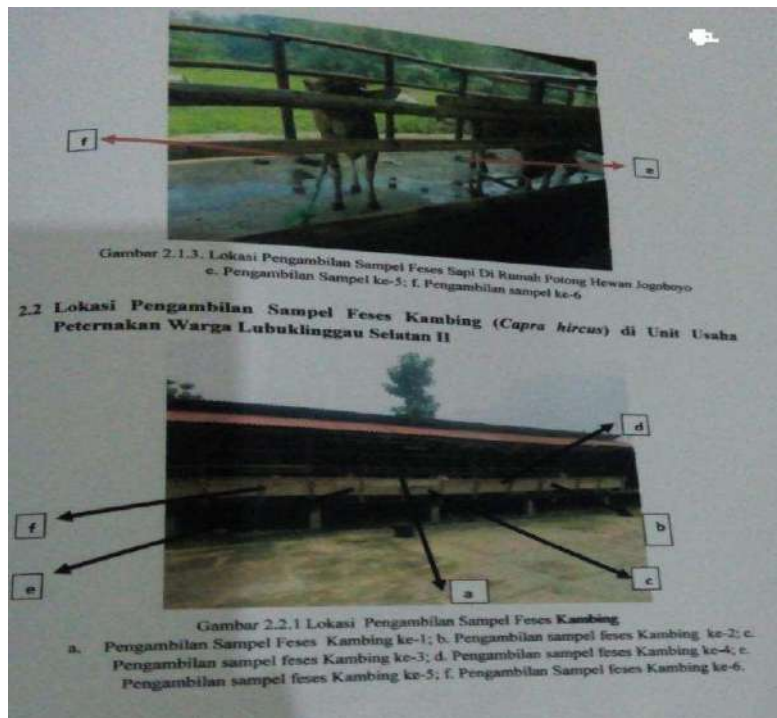 f
e
Gambar 2.1.3. Lokasi Pengambilan Sampel Feses Sapi Di Rumah Potong Hewan Jogoboyo
e. Pengambilan Sampel ke-5; f. Pengambilan sampel ke-6
2.2 Lokasi Pengambilan Sampel Feses Kambing (Capra hircus) di Unit Usaha
Peternakan Warga Lubuklinggau Selatan II
d
f
b
e
a
c
Gambar 2.2.1 Lokasi Pengambilan Sampel Feses Kambing
a. Pengambilan Sampel Feses Kambing ke-1; b. Pengambilan sampel feses Kambing ke-2; c.
Pengambilan sampel feses Kambing ke-3; d. Pengambilan sampel feses Kambing ke-4; e.
Pengambilan sampel feses Kambing ke-5; f. Pengambilan Sampel feses Kambing ke-6.